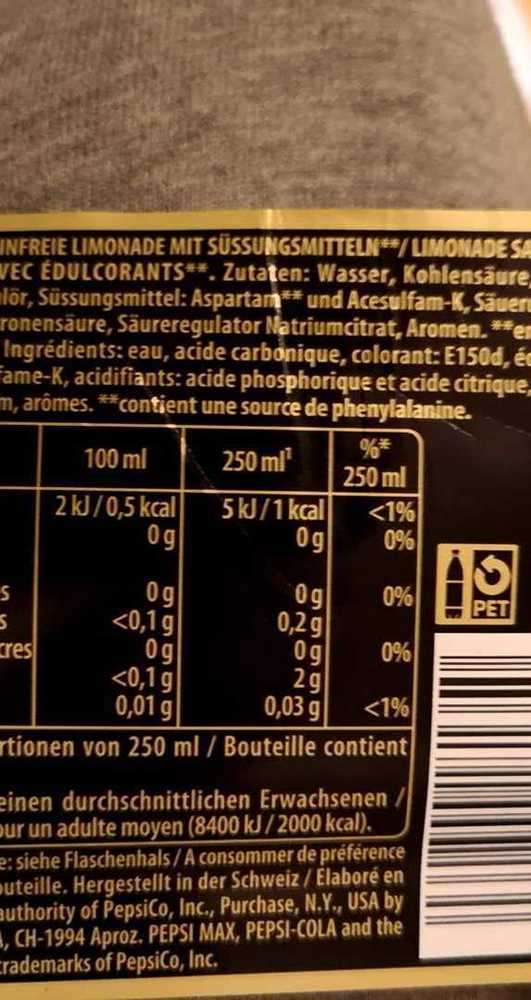 INFREIE LIMONADE MIT SÜSSUNGSMITTELN**/ LIMONADE SA
VEC ÉDULCORANTS**. Zutaten: Wasser, Kohlensäure,
lör, Süssungsmittel: Aspartam** und Acesulfam-K, Säuer
ronensäure, Säureregulator Natriumcitrat, Aromen. **e
Ingrédients: eau, acide carbonique, colorant: E150d, éd
fame-K, acidifiants: acide phosphorique et acide citrique,
m, arômes. **contient une source de phenylalanine.
100 ml 250 ml¹ %* 250 ml
2 kJ / 0,5 kcal 5 kJ / 1 kcal <1%
0 g 0 g 0%
s 0 g 0 g 0%
s <0,1 g 0,2 g
cres 0 g 0 g 0%
<0,1 g 2 g
0,01 g 0,03 g <1%
PET
rtionen von 250 ml / Bouteille contient
einen durchschnittlichen Erwachsenen /
our un adulte moyen (8400 kJ / 2000 kcal).
e: siehe Flaschenhals / A consommer de préférence
outeille. Hergestellt in der Schweiz / Elaboré en
authority of PepsiCo, Inc., Purchase, N.Y., USA by
, CH-1994 Aproz. PEPSI MAX, PEPSI-COLA and the
rademarks of PepsiCo, Inc.